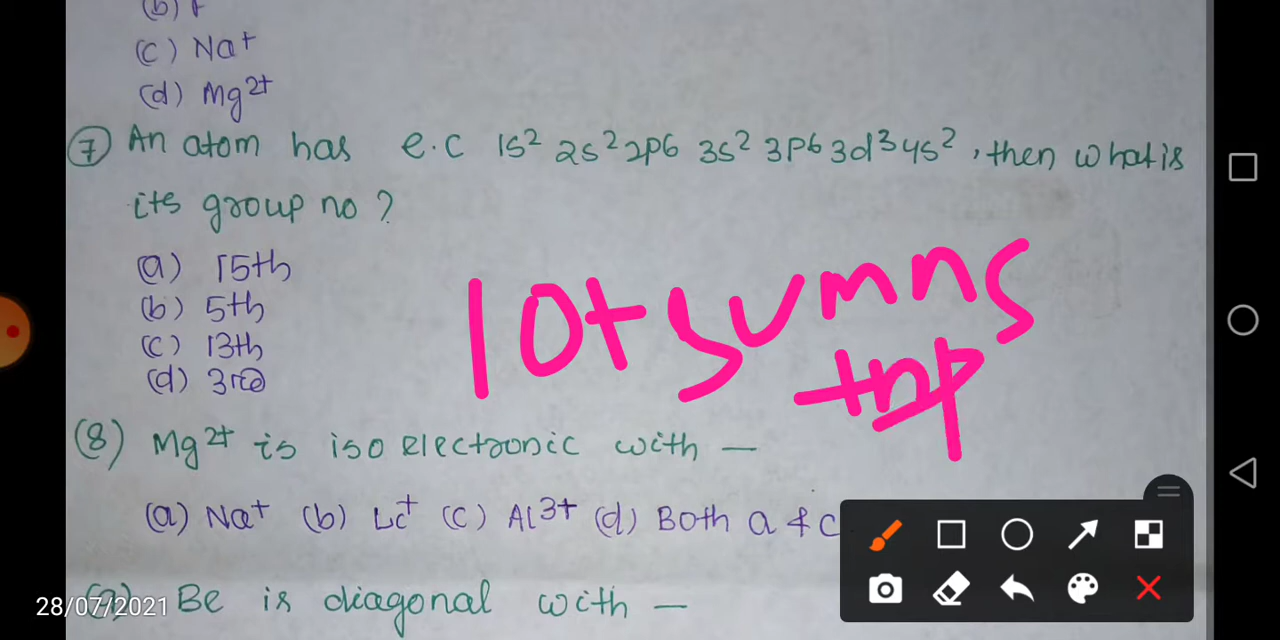 (c) Na+
(d) Mg2+
(7) An atom has e.c 1s2 2s2 2p6 3s2 3p6 3d3 4s2, then what is
its group no ?
(a) 15th
(b) 5th
(c) 13th
(d) 3rd
10+
(8) Mg2+ is iso electronic with —
(a) Na+ (b) Li+ (c) Al3+ (d) Both a & c
Be is diagonal with —
28/07/2021